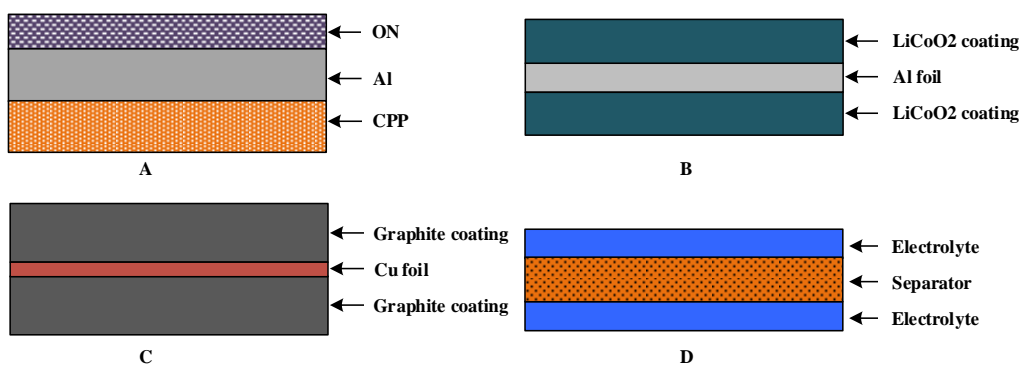 ON
Al
CPP
A
LiCoO2 coating
Al foil
LiCoO2 coating
B
Graphite coating
Cu foil
Graphite coating
C
Electrolyte
Separator
Electrolyte
D